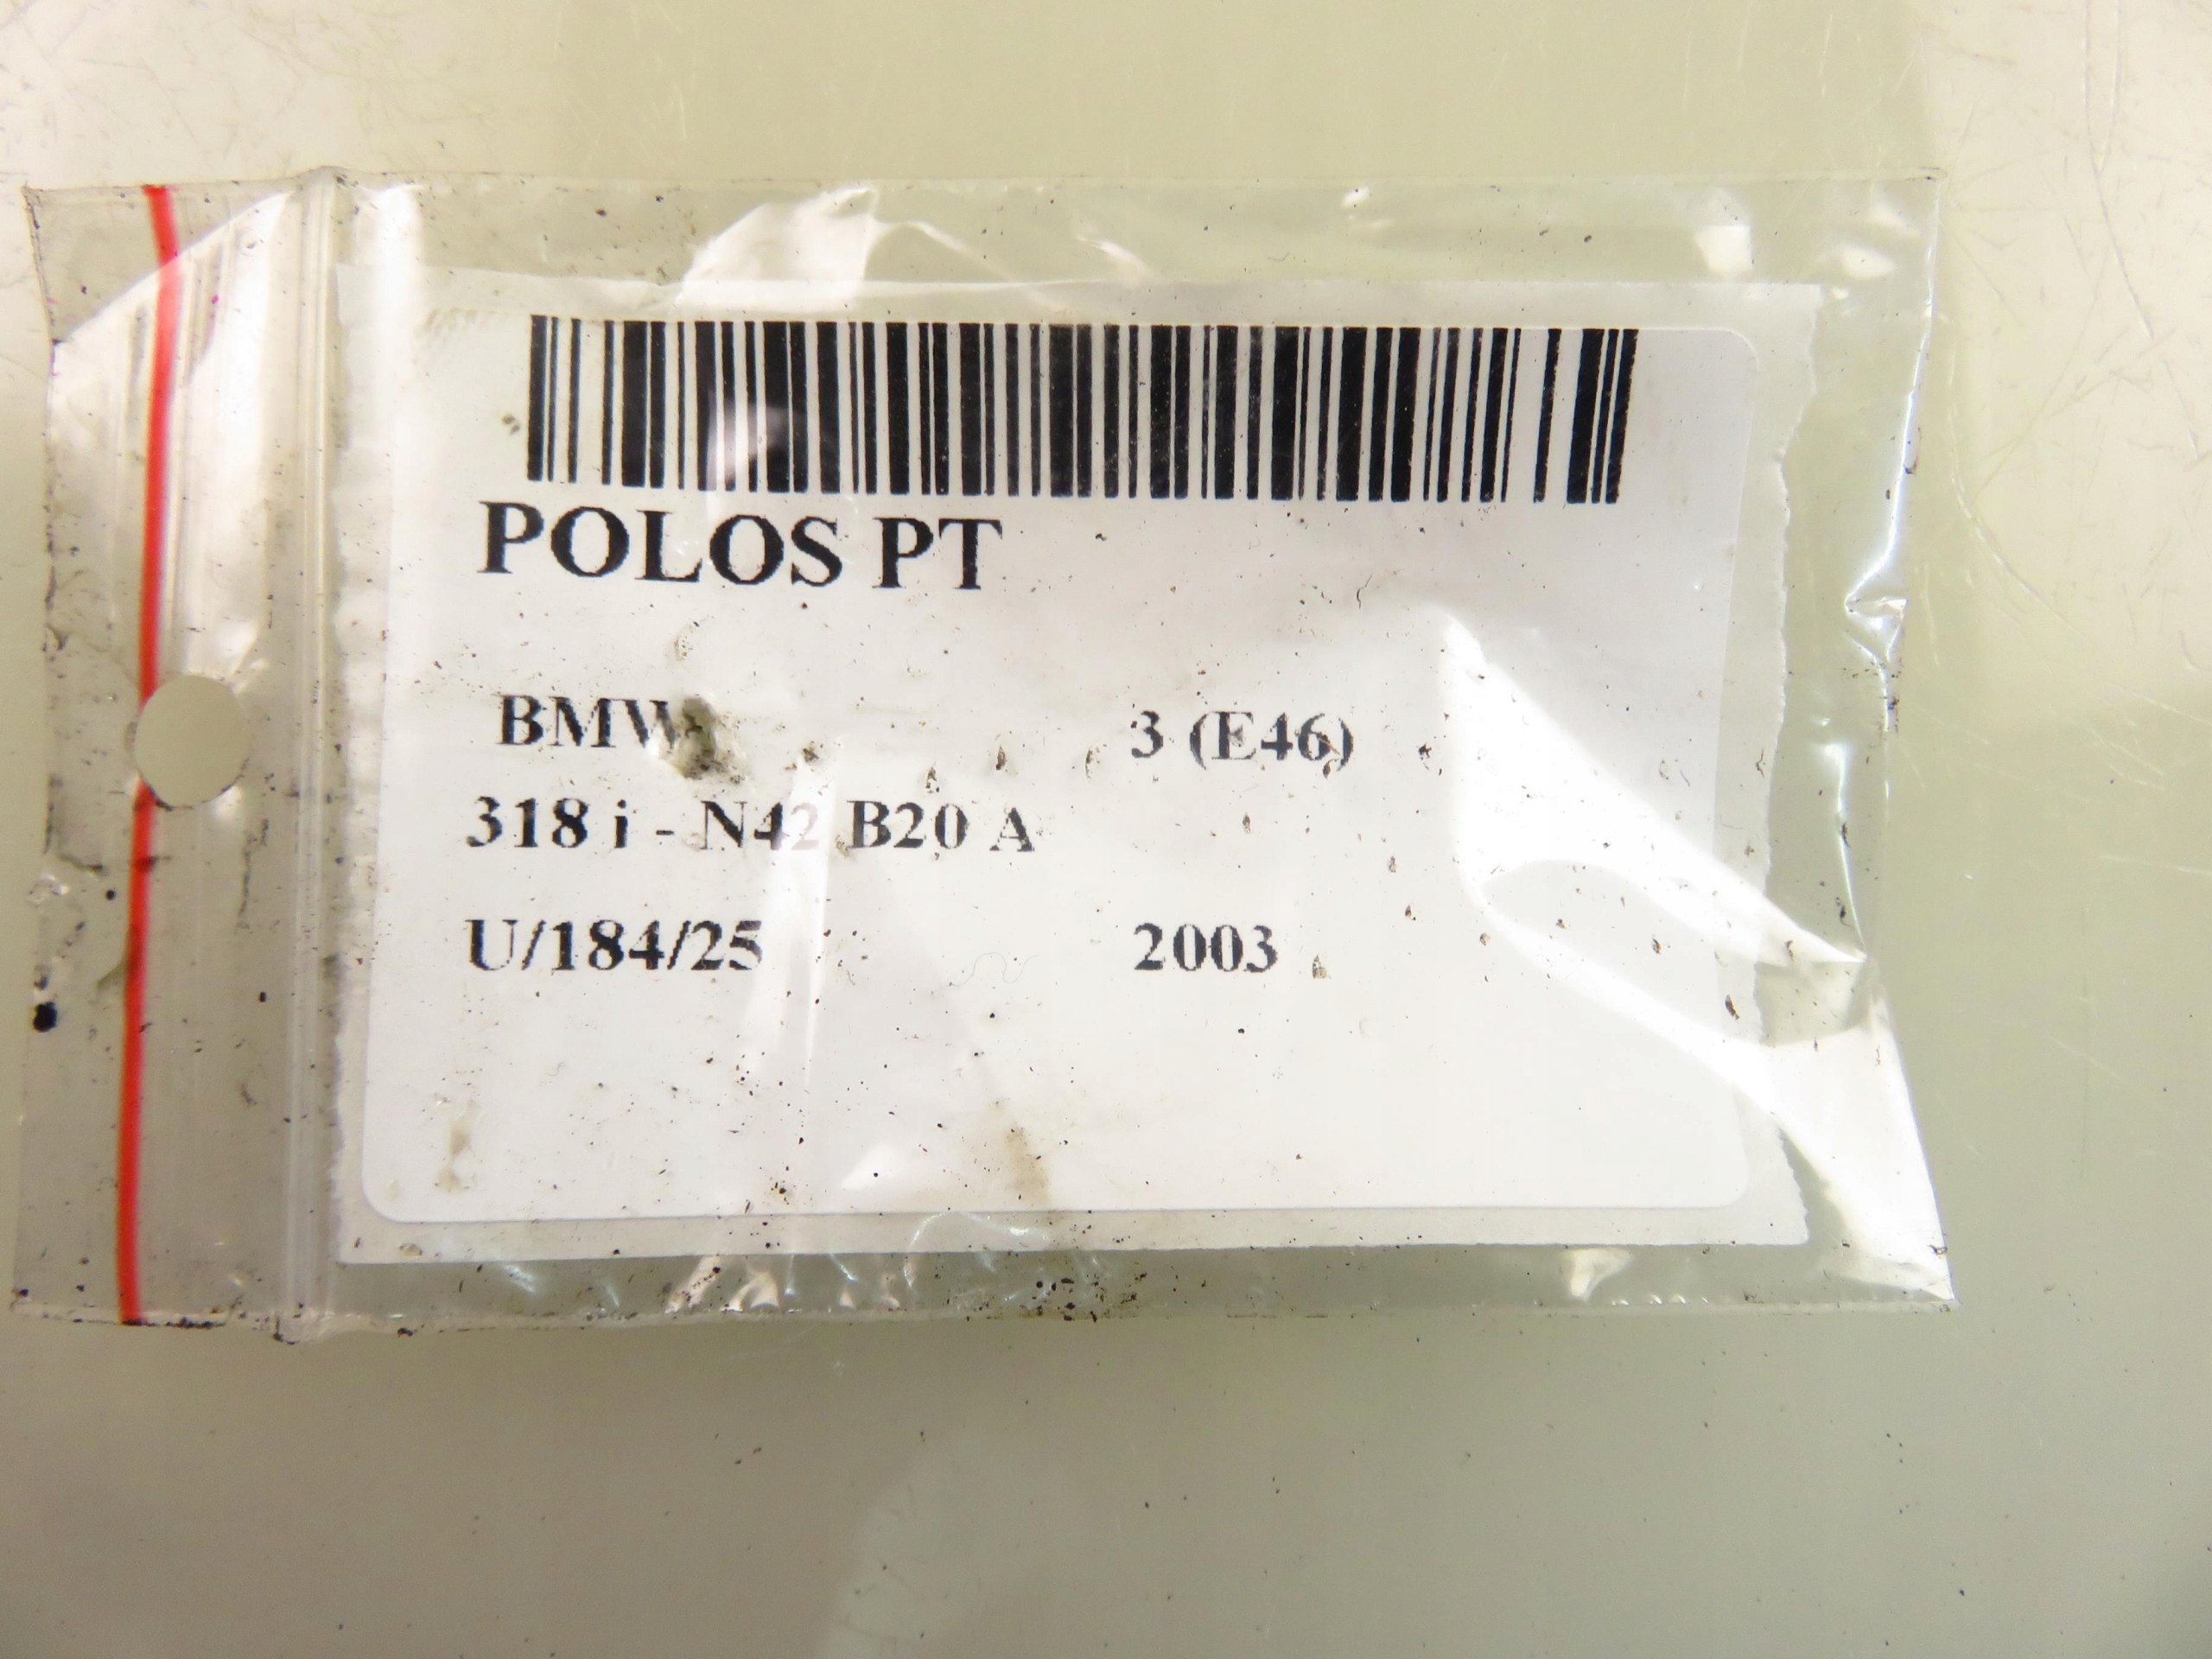 POLOS PT
BMW 3 (E46)
318 i - N42 B20 A
U/184/25 2003